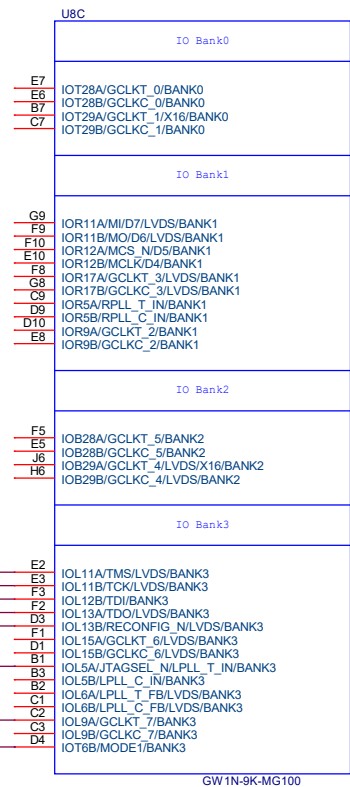 U8C
IO Bank0
E7 IOT28A/GCLKT_0/BANK0
E6 IOT28B/GCLKC_0/BANK0
B7 IOT29A/GCLKT_1/X16/BANK0
C7 IOT29B/GCLKC_1/BANK0
IO Bank1
G9 IOR11A/MI/D7/LVDS/BANK1
F9 IOR11B/MO/D6/LVDS/BANK1
F10 IOR12A/MCS_N/D5/BANK1
E10 IOR12B/MCLK/D4/BANK1
F8 IOR17A/GCLKT_3/LVDS/BANK1
G8 IOR17B/GCLKC_3/LVDS/BANK1
C9 IOR5A/RPLL_T_IN/BANK1
D9 IOR5B/RPLL_C_IN/BANK1
D10 IOR9A/GCLKT_2/BANK1
E8 IOR9B/GCLKC_2/BANK1
IO Bank2
F5 IOB28A/GCLKT_5/BANK2
E5 IOB28B/GCLKC_5/BANK2
J6 IOB29A/GCLKT_4/LVDS/X16/BANK2
H6 IOB29B/GCLKC_4/LVDS/BANK2
IO Bank3
E2 IOL11A/TMS/LVDS/BANK3
E3 IOL11B/TCK/LVDS/BANK3
F3 IOL12B/TDI/BANK3
F2 IOL13A/TDO/LVDS/BANK3
D3 IOL13B/RECONFIG_N/LVDS/BANK3
F1 IOL15A/GCLKT_6/LVDS/BANK3
D1 IOL15B/GCLKC_6/LVDS/BANK3
B1 IOL5A/JTAGSEL_N/LPLL_T_IN/BANK3
B3 IOL5B/LPLL_C_IN/BANK3
B2 IOL6A/LPLL_T_FB/LVDS/BANK3
C1 IOL6B/LPLL_C_FB/LVDS/BANK3
C2 IOL9A/GCLKT_7/BANK3
C3 IOL9B/GCLKC_7/BANK3
D4 IOT6B/MODE1/BANK3
GW1N-9K-MG100